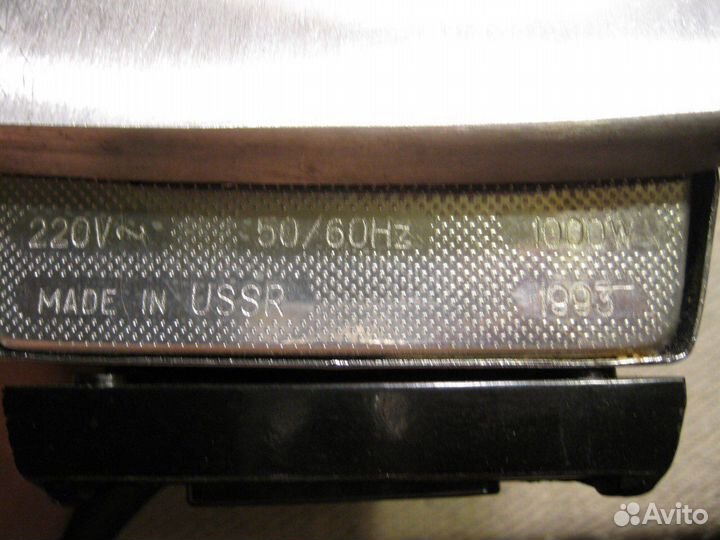 220V~ 50/60Hz 1000W
MADE IN USSR 1993
Avito